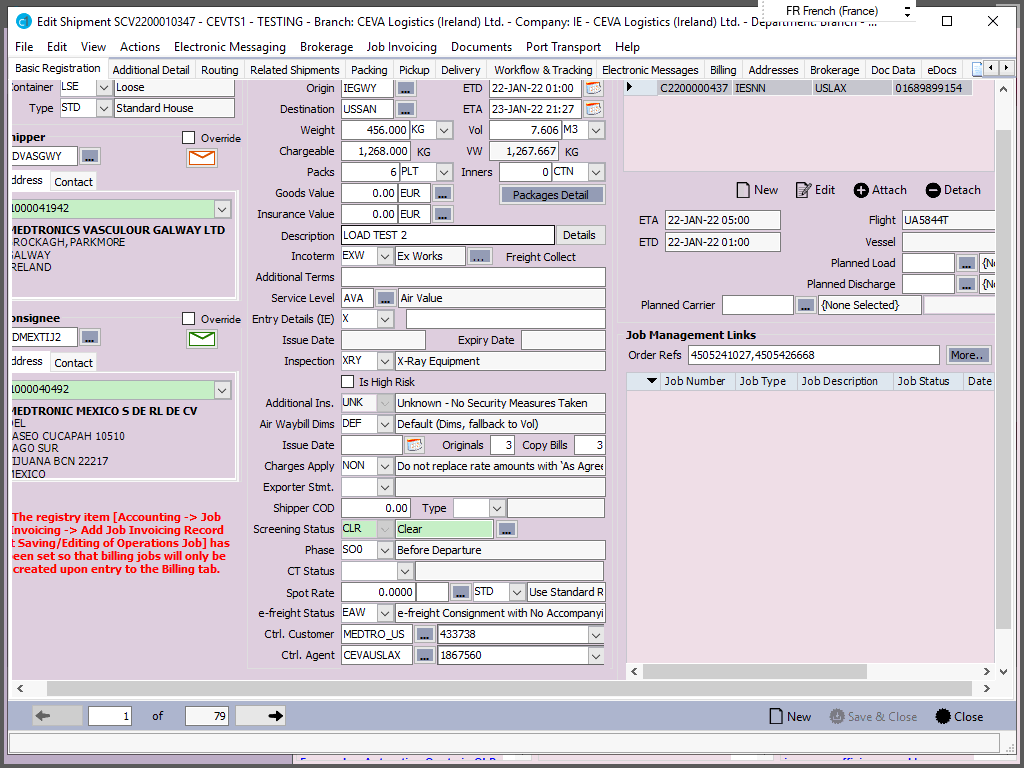 Edit Shipment SCV2200010347 - CEVTS1 - TESTING - Branch: CEVA Logistics (Ireland) Ltd. - Company: IE - CEVA Logistics (Ireland) Ltd. - Department: Branch - ...
FR French (France)
File Edit View Actions Electronic Messaging Brokerage Job Invoicing Documents Port Transport Help
Basic Registration Additional Detail Routing Related Shipments Packing Pickup Delivery Workflow & Tracking Electronic Messages Billing Addresses Brokerage Doc Data eDocs
Container LSE Loose
Type STD Standard House
hipper Override
DVASGWY ...
ddress Contact
1000041942
MEDTRONICS VASCULOUR GALWAY LTD
ROCKAGH, PARKMORE
GALWAY
IRELAND
onsignee Override
DMEXTIJ2 ...
ddress Contact
1000040492
MEDTRONIC MEXICO S DE RL DE CV
DEL
PASEO CUCAPAH 10510
LAGO SUR
TIJUANA BCN 22217
MEXICO
The registry item [Accounting -> Job
Invoicing -> Add Job Invoicing Record
t Saving/Editing of Operations Job] has
been set so that billing jobs will only be
created upon entry to the Billing tab.
Origin IEGWY ... ETD 22-JAN-22 01:00
Destination USSAN ... ETA 23-JAN-22 21:27
Weight 456.000 KG Vol 7.606 M3
Chargeable 1,268.000 KG VW 1,267.667 KG
Packs 6 PLT Inners 0 CTN
Goods Value 0.00 EUR ... Packages Detail
Insurance Value 0.00 EUR ...
Description LOAD TEST 2 Details
Incoterm EXW Ex Works ... Freight Collect
Additional Terms
Service Level AVA ... Air Value
Entry Details (IE) X
Issue Date Expiry Date
Inspection XRY X-Ray Equipment
Is High Risk
Additional Ins. UNK Unknown - No Security Measures Taken
Air Waybill Dims DEF Default (Dims, fallback to Vol)
Issue Date Originals 3 Copy Bills 3
Charges Apply NON Do not replace rate amounts with 'As Agree
Exporter Stmt.
Shipper COD 0.00 Type
Screening Status CLR Clear ...
Phase SO0 Before Departure
CT Status
Spot Rate 0.0000 ... STD Use Standard R
e-freight Status EAW e-freight Consignment with No Accompanyi
Ctrl. Customer MEDTRO_US ... 433738
Ctrl. Agent CEVAUSLAX ... 1867560
C2200000437 IESNN USLAX 01689899154
New Edit Attach Detach
ETA 22-JAN-22 05:00 Flight UA5844T
ETD 22-JAN-22 01:00 Vessel
Planned Load ... {No
Planned Discharge ... {No
Planned Carrier ... {None Selected}
Job Management Links
Order Refs 4505241027,4505426668 More..
Job Number Job Type Job Description Job Status Date
1 of 79 New Save & Close Close